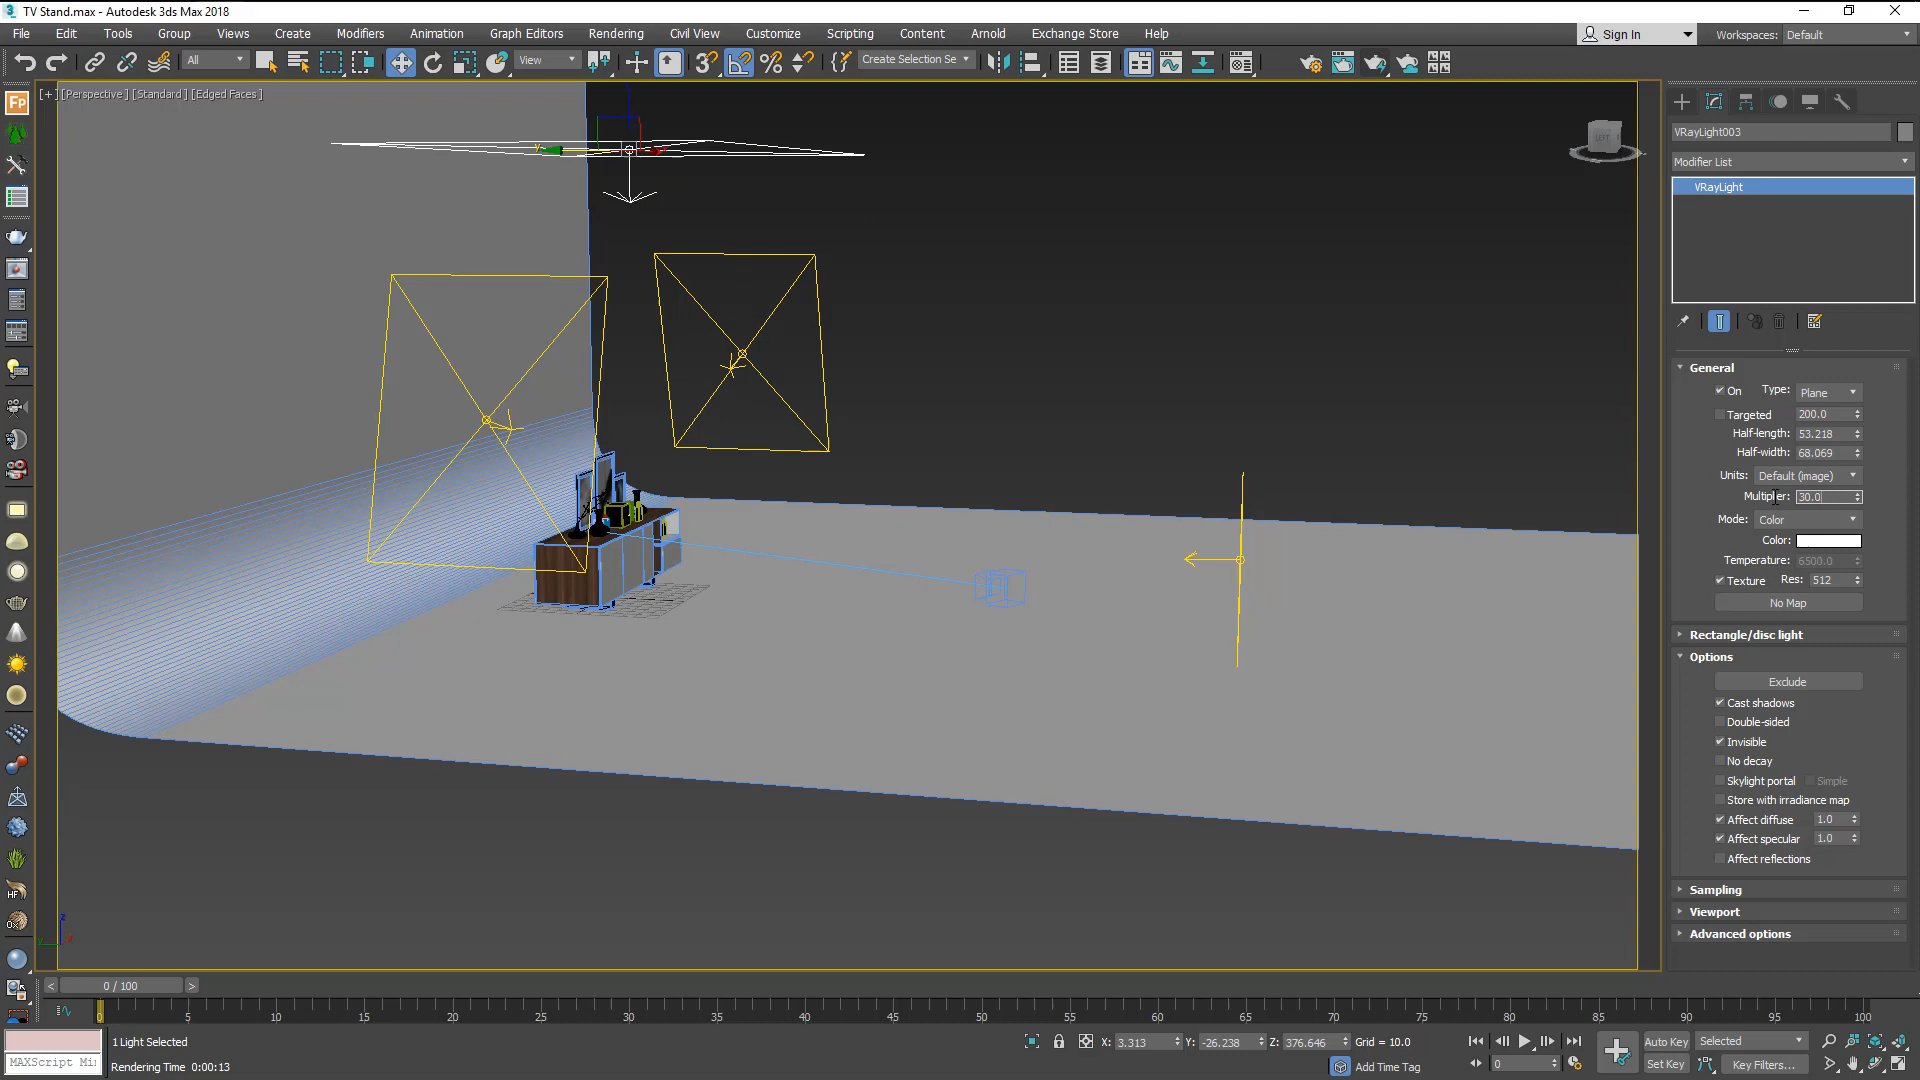 TV Stand.max - Autodesk 3ds Max 2018
File Edit Tools Group Views Create Modifiers Animation Graph Editors Rendering Civil View Customize Scripting Content Arnold Exchange Store Help
Sign In
Workspaces: Default
All
View
Create Selection Se
[+] [Perspective] [Standard] [Edged Faces]
VRayLight003
Modifier List
VRayLight
General
On Type: Plane
Targeted 200.0
Half-length: 53.218
Half-width: 68.069
Units: Default (image)
Multiplier: 30.0
Mode: Color
Color:
Temperature: 6500.0
Texture Res: 512
No Map
Rectangle/disc light
Options
Exclude
Cast shadows
Double-sided
Invisible
No decay
Skylight portal Simple
Store with irradiance map
Affect diffuse 1.0
Affect specular 1.0
Affect reflections
Sampling
Viewport
Advanced options
Fp
HF
OX
z
y
x
< 0 / 100 >
0 5 10 15 20 25 30 35 40 45 50 55 60 65 70 75 80 85 90 95 100
1 Light Selected
X: 3.313 Y: -26.238 Z: 376.646 Grid = 10.0
Auto Key Selected
MAXScript Mi
Rendering Time 0:00:13
Add Time Tag
0
Set Key Key Filters...